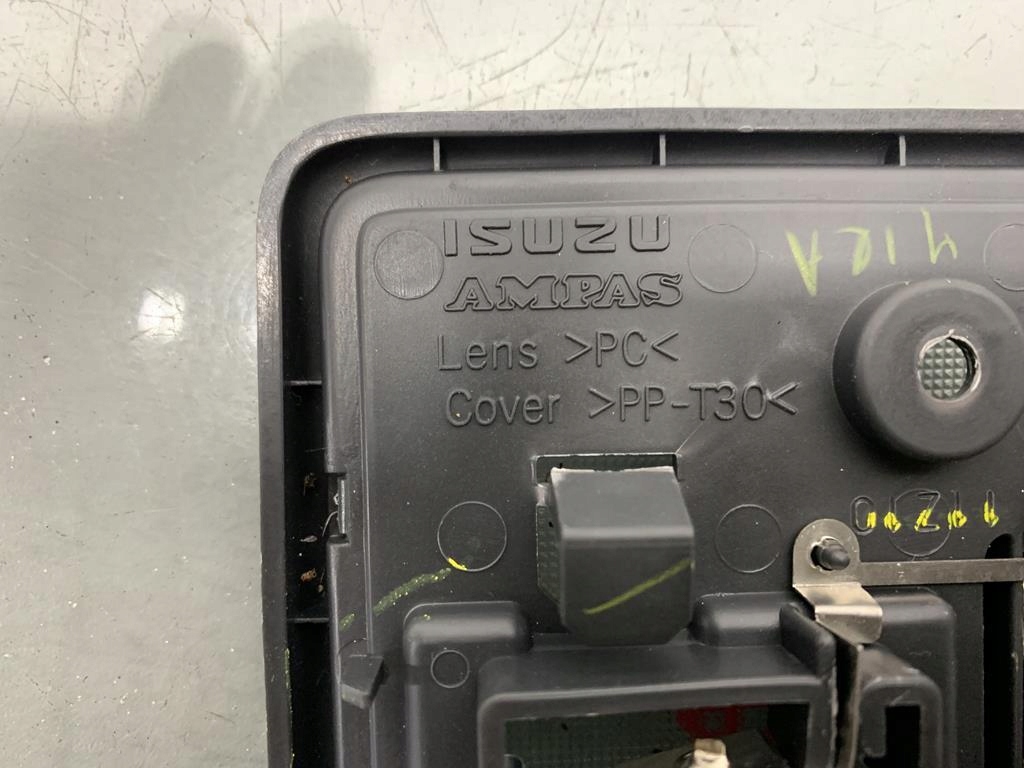 ISUZU
AMPAS
Lens >PC<
Cover >PP-T30<